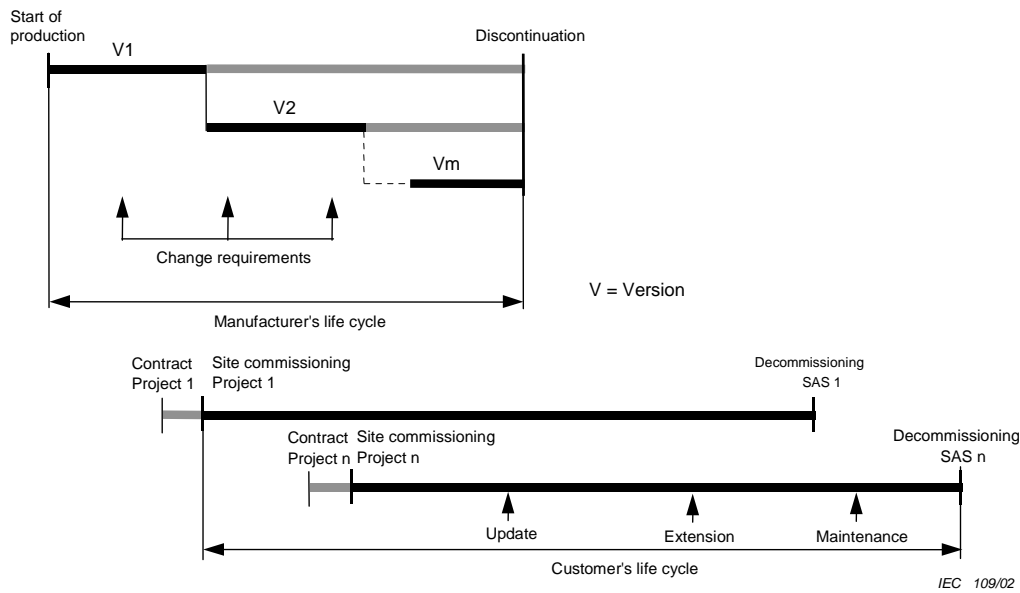 Start of
production
V1
Discontinuation
V2
Vm
Change requirements
V = Version
Manufacturer's life cycle
Contract
Project 1
Site commissioning
Project 1
Decommissioning
SAS 1
Contract
Project n
Site commissioning
Project n
Decommissioning
SAS n
Update
Extension
Maintenance
Customer's life cycle
IEC 109/02